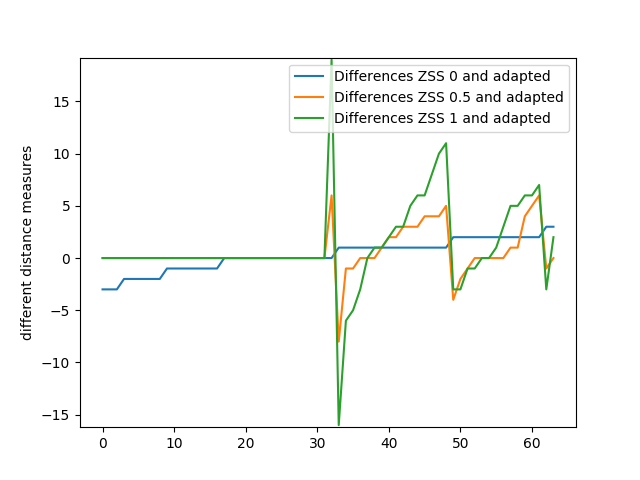 Differences ZSS 0 and adapted
Differences ZSS 0.5 and adapted
Differences ZSS 1 and adapted
different distance measures
15
10
5
0
−5
−10
−15
0 10 20 30 40 50 60